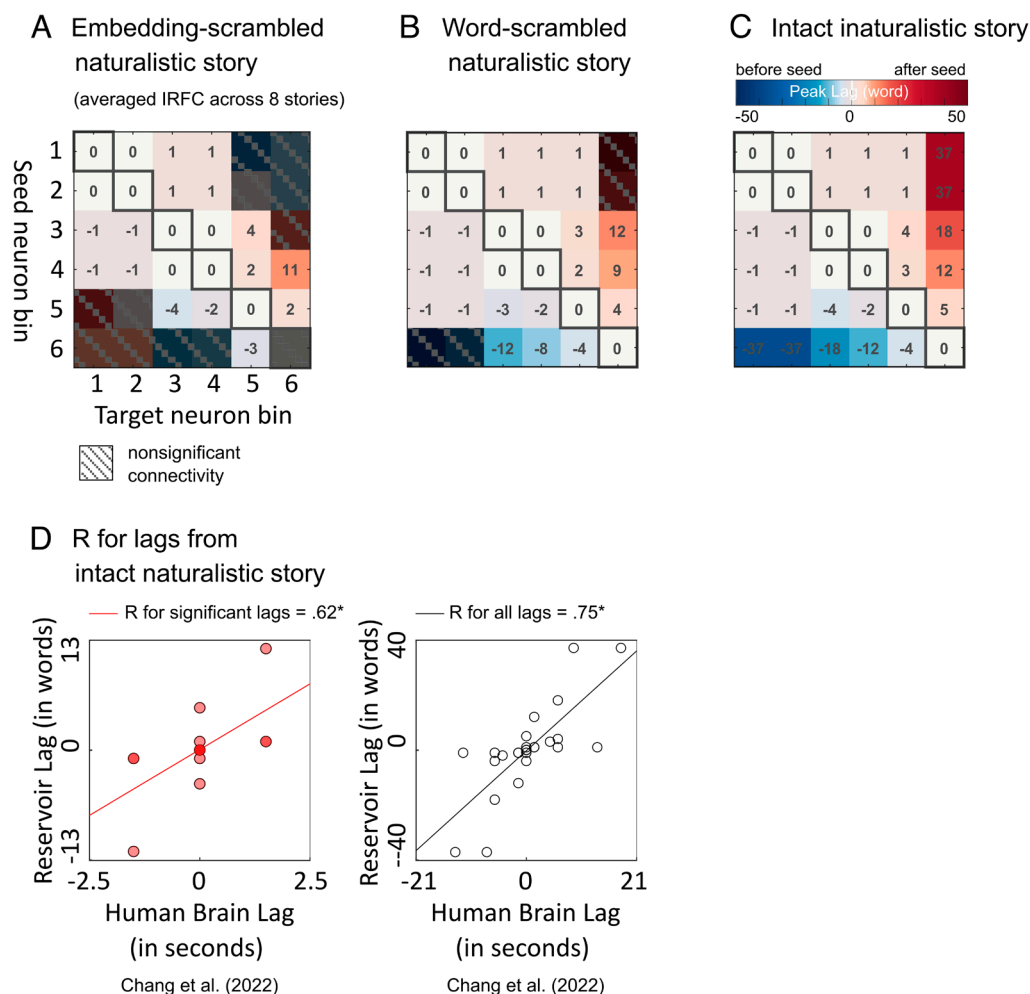 A Embedding-scrambled
naturalistic story
(averaged IRFC across 8 stories)
B Word-scrambled
naturalistic story
C Intact inaturalistic story
before seed after seed
Peak Lag (word)
-50 0 50
Seed neuron bin
1 0 0 1 1
2 0 0 1 1
3 -1 -1 0 0 4
4 -1 -1 0 0 2 11
5 -4 -2 0 2
6 -3
1 2 3 4 5 6
Target neuron bin
nonsignificant
connectivity
0 0 1 1 1
0 0 1 1 1
-1 -1 0 0 3 12
-1 -1 0 0 2 9
-1 -1 -3 -2 0 4
-12 -8 -4 0
0 0 1 1 1 37
0 0 1 1 1 37
-1 -1 0 0 4 18
-1 -1 0 0 3 12
-1 -1 -4 -2 0 5
-37 -37 -18 -12 -4 0
D R for lags from
intact naturalistic story
R for significant lags = .62*
Reservoir Lag (in words)
13
0
-13
-2.5 0 2.5
Human Brain Lag
(in seconds)
Chang et al. (2022)
R for all lags = .75*
Reservoir Lag (in words)
40
0
--40
-21 0 21
Human Brain Lag
(in seconds)
Chang et al. (2022)